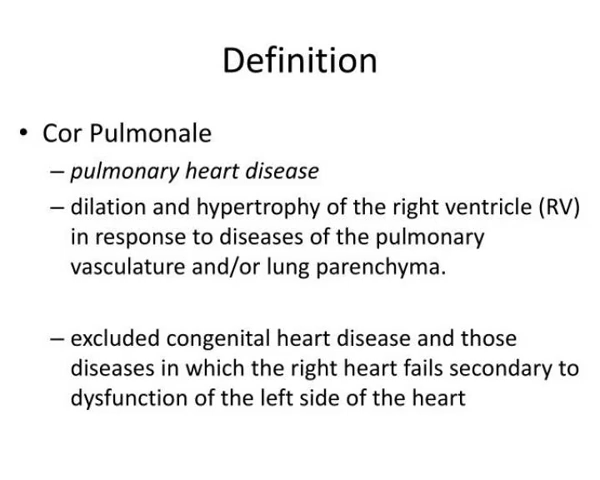 Definition
• Cor Pulmonale
– pulmonary heart disease
– dilation and hypertrophy of the right ventricle (RV)
in response to diseases of the pulmonary
vasculature and/or lung parenchyma.
– excluded congenital heart disease and those
diseases in which the right heart fails secondary to
dysfunction of the left side of the heart